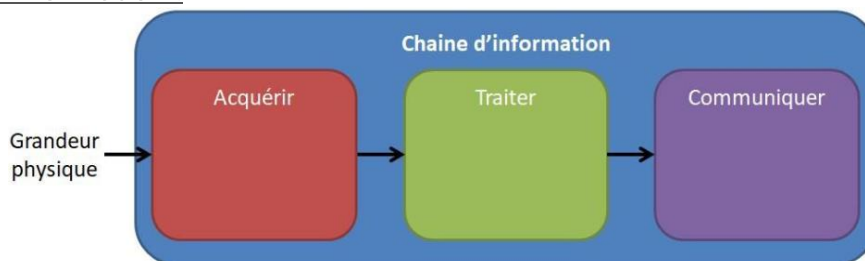 Chaine d'information
Acquérir
Traiter
Communiquer
Grandeur
physique